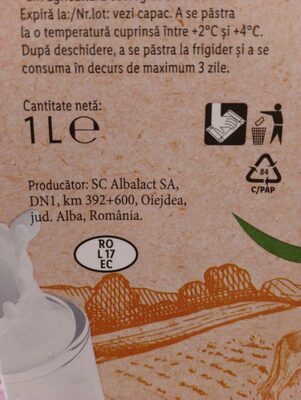 Expiră la:/Nr.lot: vezi capac. A se păstra
la o temperatură cuprinsă între +2°C și +4°C.
După deschidere, a se păstra la frigider și a se
consuma în decurs de maximum 3 zile.
Cantitate netă:
1 L e
84
C/PAP
Producător: SC Albalact SA,
DN1, km 392+600, Oiejdea,
jud. Alba, România.
RO
L 17
EC